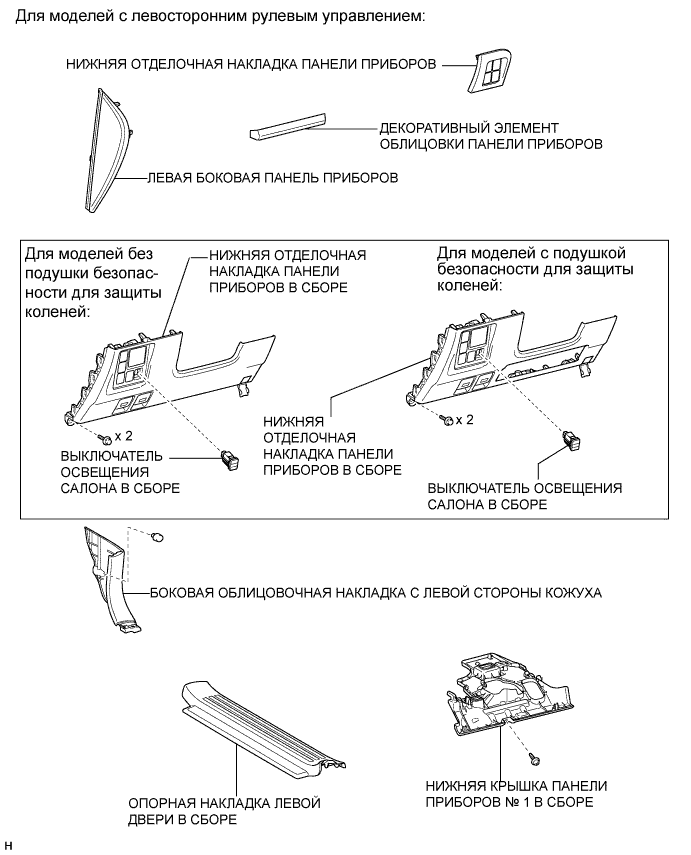 Для моделей с левосторонним рулевым управлением:
НИЖНЯЯ ОТДЕЛОЧНАЯ НАКЛАДКА ПАНЕЛИ ПРИБОРОВ
ДЕКОРАТИВНЫЙ ЭЛЕМЕНТ
ОБЛИЦОВКИ ПАНЕЛИ ПРИБОРОВ
ЛЕВАЯ БОКОВАЯ ПАНЕЛЬ ПРИБОРОВ
Для моделей без
подушки безопас-
ности для защиты
коленей:
НИЖНЯЯ ОТДЕЛОЧНАЯ
НАКЛАДКА ПАНЕЛИ
ПРИБОРОВ В СБОРЕ
Для моделей с подушкой
безопасности для защиты
коленей:
x 2
ВЫКЛЮЧАТЕЛЬ
ОСВЕЩЕНИЯ
САЛОНА В СБОРЕ
НИЖНЯЯ
ОТДЕЛОЧНАЯ
НАКЛАДКА ПАНЕЛИ
ПРИБОРОВ В СБОРЕ
x 2
ВЫКЛЮЧАТЕЛЬ ОСВЕЩЕНИЯ
САЛОНА В СБОРЕ
БОКОВАЯ ОБЛИЦОВОЧНАЯ НАКЛАДКА С ЛЕВОЙ СТОРОНЫ КОЖУХА
ОПОРНАЯ НАКЛАДКА ЛЕВОЙ
ДВЕРИ В СБОРЕ
НИЖНЯЯ КРЫШКА ПАНЕЛИ
ПРИБОРОВ № 1 В СБОРЕ
H